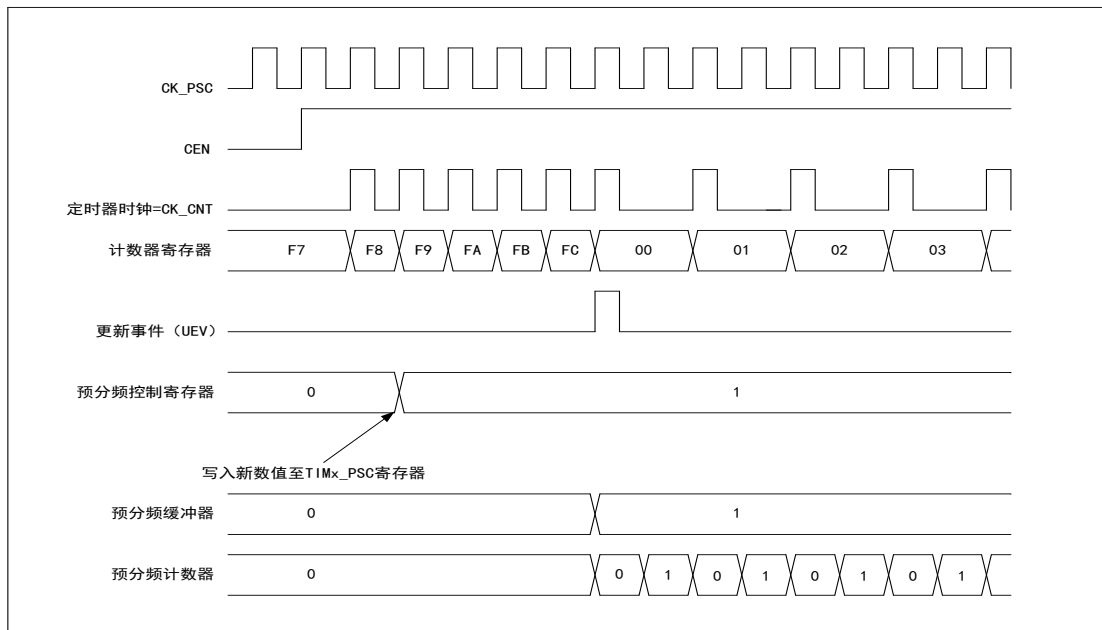 CK_PSC
CEN
定时器时钟=CK_CNT
计数器寄存器 F7 F8 F9 FA FB FC 00 01 02 03
更新事件（UEV）
预分频控制寄存器 0 1
写入新数值至TIMx_PSC寄存器
预分频缓冲器 0 1
预分频计数器 0 0 1 0 1 0 1 0 1